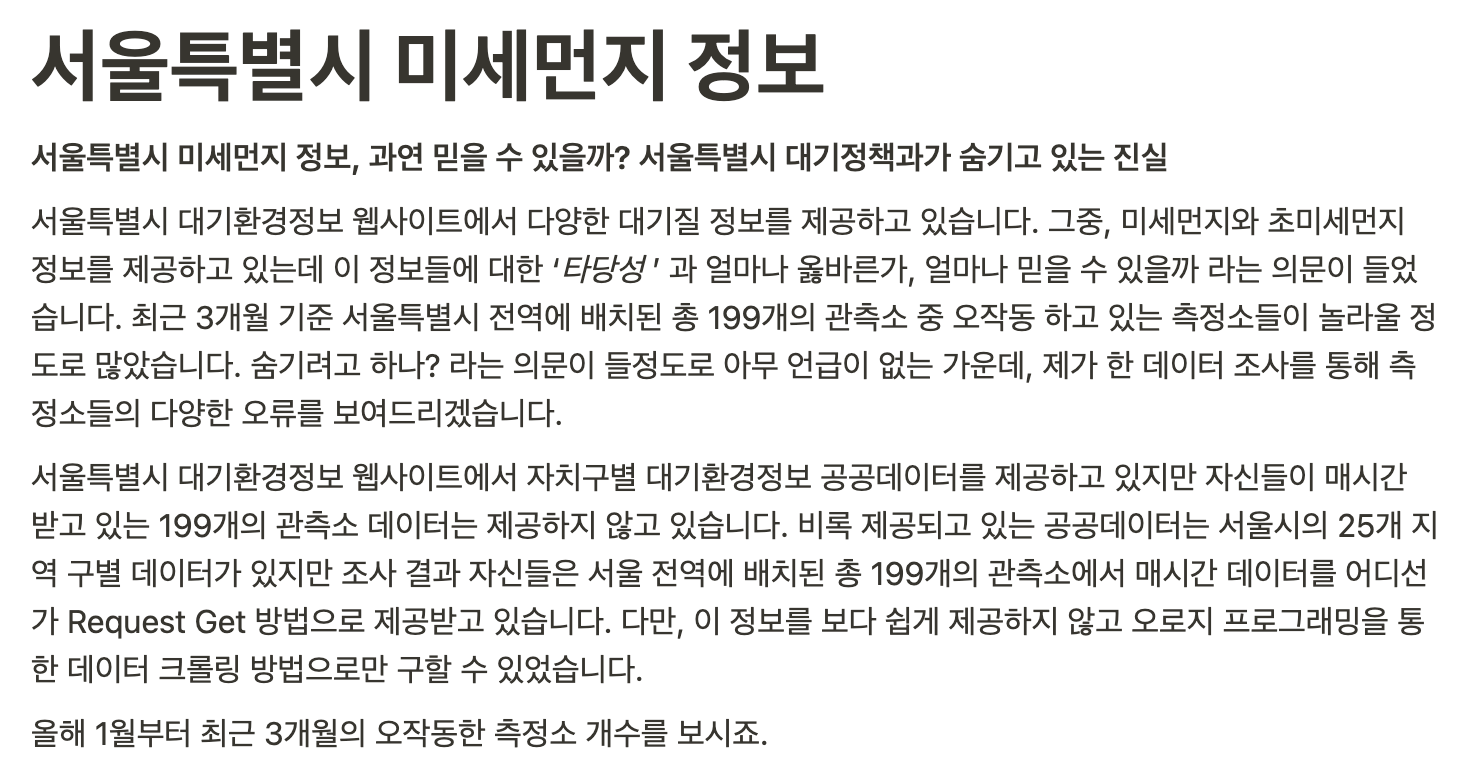 서울특별시 미세먼지 정보
서울특별시 미세먼지 정보, 과연 믿을 수 있을까? 서울특별시 대기정책과가 숨기고 있는 진실
서울특별시 대기환경정보 웹사이트에서 다양한 대기질 정보를 제공하고 있습니다. 그중, 미세먼지와 초미세먼지
정보를 제공하고 있는데 이 정보들에 대한 '타당성' 과 얼마나 옳바른가, 얼마나 믿을 수 있을까 라는 의문이 들었
습니다. 최근 3개월 기준 서울특별시 전역에 배치된 총 199개의 관측소 중 오작동 하고 있는 측정소들이 놀라울 정
도로 많았습니다. 숨기려고 하나? 라는 의문이 들정도로 아무 언급이 없는 가운데, 제가 한 데이터 조사를 통해 측
정소들의 다양한 오류를 보여드리겠습니다.
서울특별시 대기환경정보 웹사이트에서 자치구별 대기환경정보 공공데이터를 제공하고 있지만 자신들이 매시간
받고 있는 199개의 관측소 데이터는 제공하지 않고 있습니다. 비록 제공되고 있는 공공데이터는 서울시의 25개 지
역 구별 데이터가 있지만 조사 결과 자신들은 서울 전역에 배치된 총 199개의 관측소에서 매시간 데이터를 어디선
가 Request Get 방법으로 제공받고 있습니다. 다만, 이 정보를 보다 쉽게 제공하지 않고 오로지 프로그래밍을 통
한 데이터 크롤링 방법으로만 구할 수 있었습니다.
올해 1월부터 최근 3개월의 오작동한 측정소 개수를 보시죠.